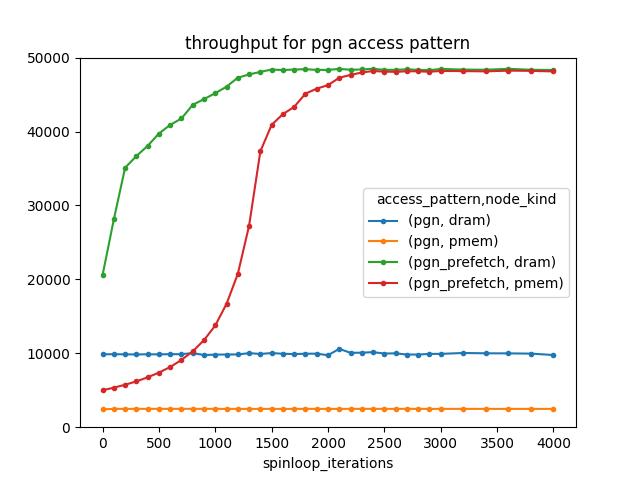 throughput for pgn access pattern
50000
40000
30000
20000
10000
0
access_pattern,node_kind
(pgn, dram)
(pgn, pmem)
(pgn_prefetch, dram)
(pgn_prefetch, pmem)
0 500 1000 1500 2000 2500 3000 3500 4000
spinloop_iterations